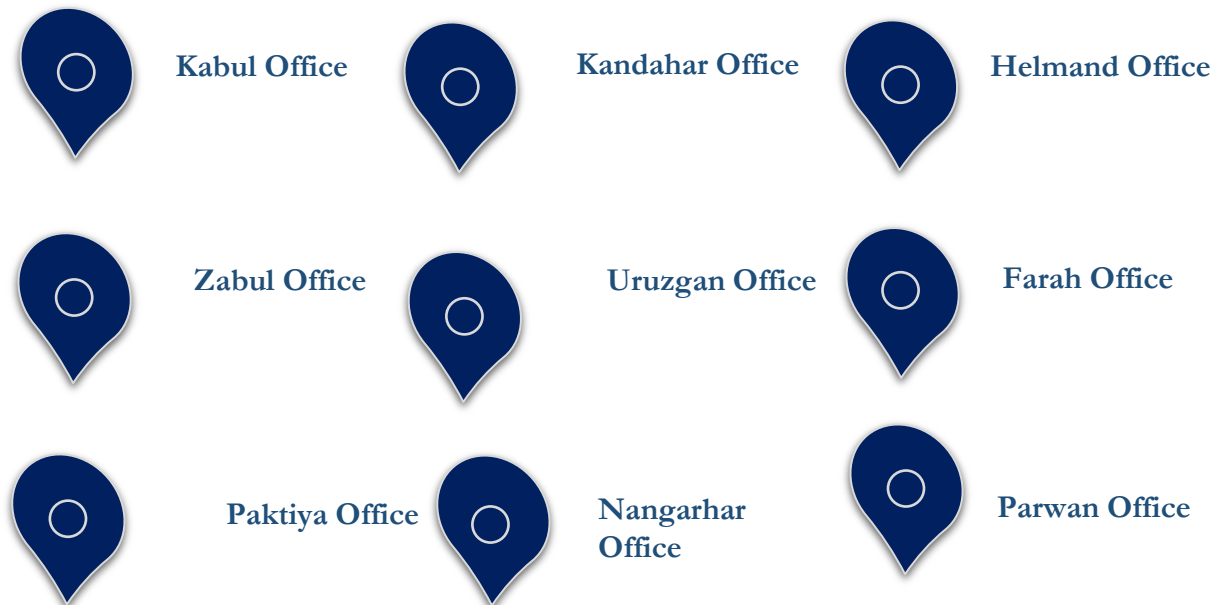 Kabul Office
Kandahar Office
Helmand Office
Zabul Office
Uruzgan Office
Farah Office
Paktiya Office
Nangarhar
Office
Parwan Office